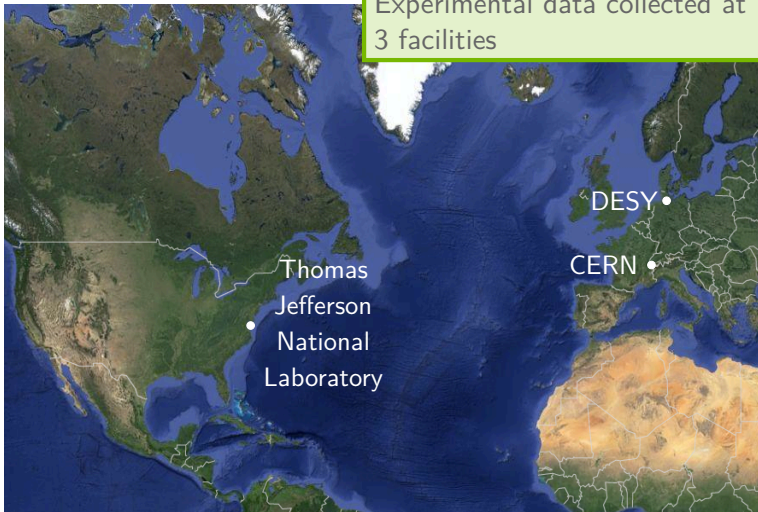 Experimental data collected at
3 facilities
DESY
CERN
Thomas
Jefferson
National
Laboratory